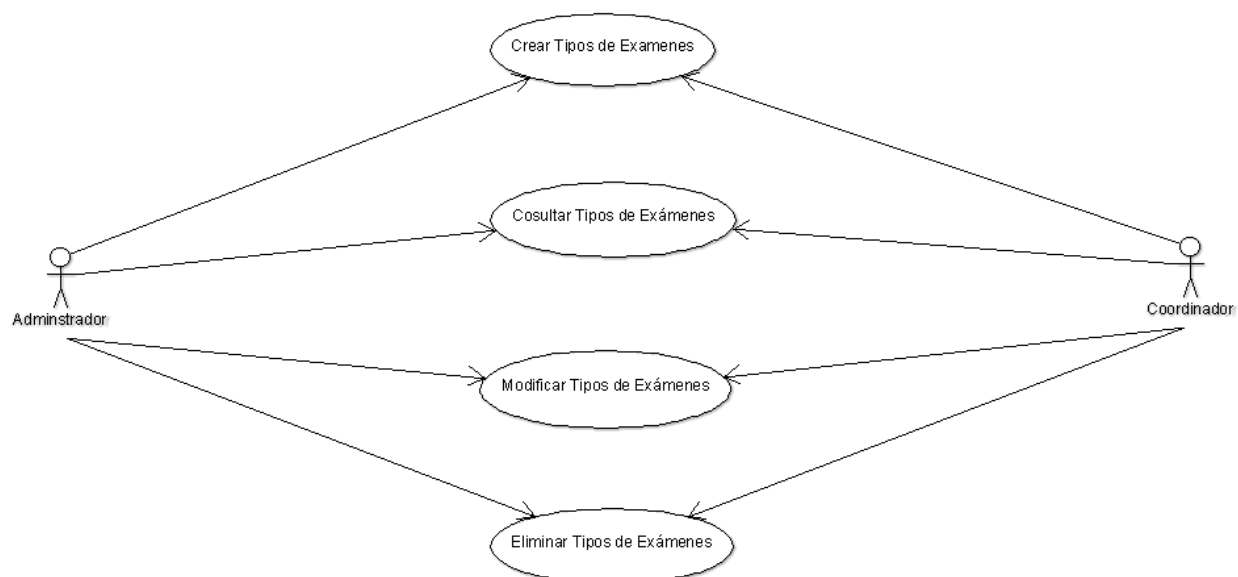 Crear Tipos de Examenes
Cosultar Tipos de Exámenes
Adminstrador
Coordinador
Modificar Tipos de Exámenes
Eliminar Tipos de Exámenes